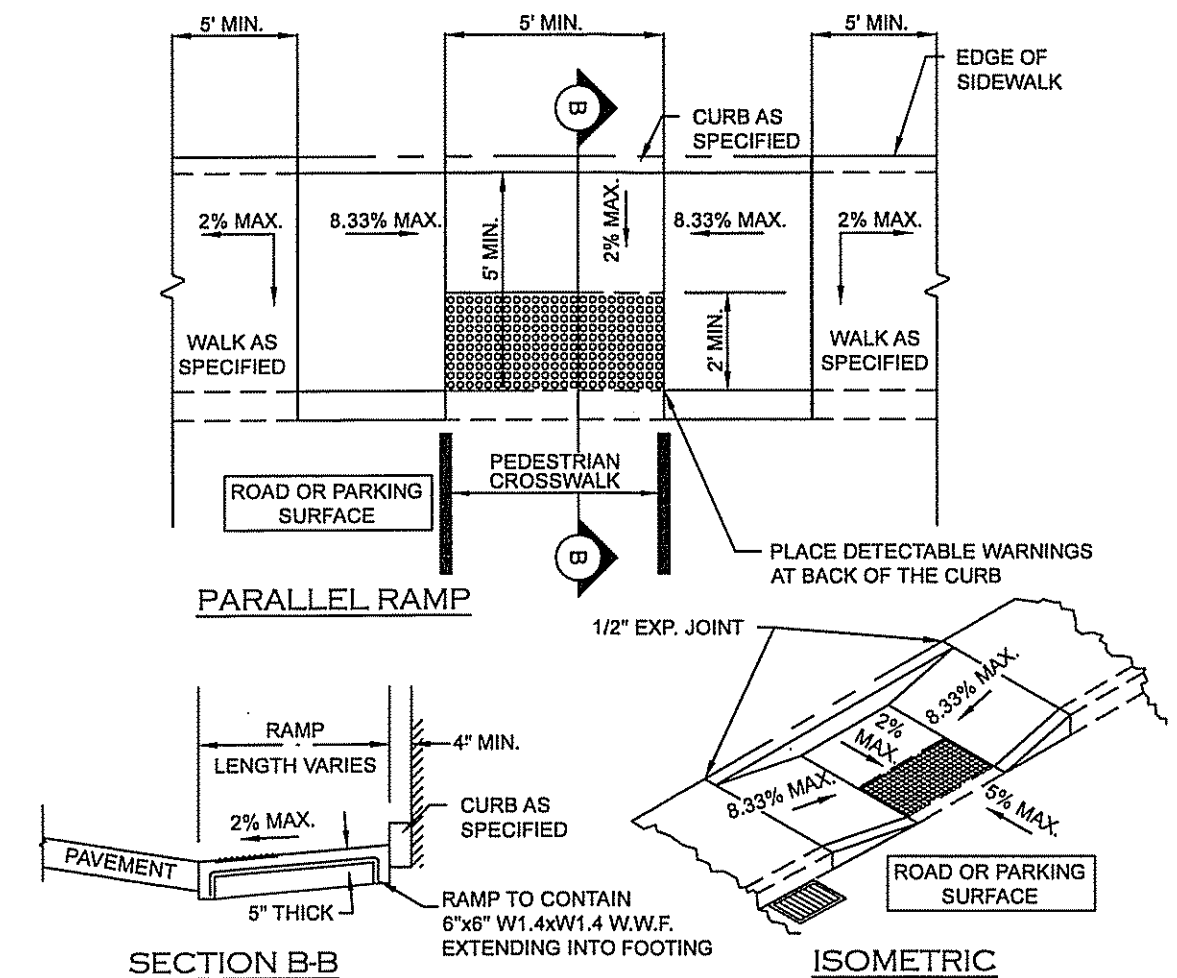 5' MIN.
5' MIN.
5' MIN.
EDGE OF
SIDEWALK
B
CURB AS
SPECIFIED
2% MAX.
8.33% MAX.
5' MIN.
2% MAX.
8.33% MAX.
2% MAX.
WALK AS
SPECIFIED
2' MIN.
WALK AS
SPECIFIED
PEDESTRIAN
CROSSWALK
ROAD OR PARKING
SURFACE
B
PLACE DETECTABLE WARNINGS
AT BACK OF THE CURB
PARALLEL RAMP
1/2" EXP. JOINT
RAMP
LENGTH VARIES
4" MIN.
CURB AS
SPECIFIED
2% MAX.
PAVEMENT
5" THICK
RAMP TO CONTAIN
6"x6" W1.4xW1.4 W.W.F.
EXTENDING INTO FOOTING
SECTION B-B
8.33% MAX.
2%
MAX.
8.33% MAX.
5% MAX.
ROAD OR PARKING
SURFACE
ISOMETRIC